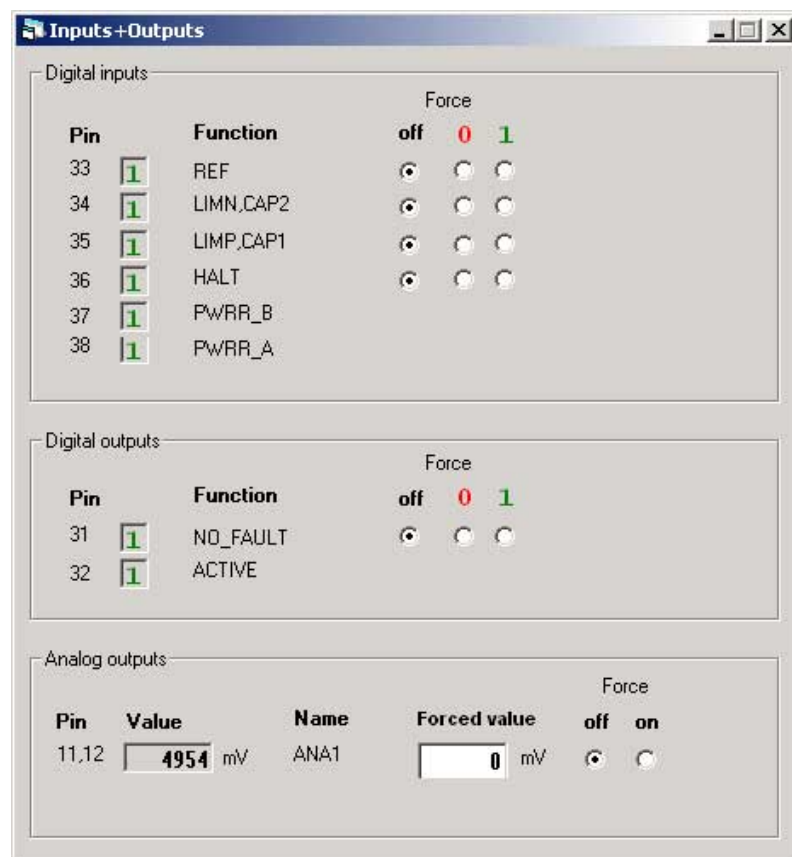 Inputs+Outputs
Digital inputs
Force
Pin Function off 0 1
33 1 REF
34 1 LIMN,CAP2
35 1 LIMP,CAP1
36 1 HALT
37 1 PWRR_B
38 1 PWRR_A
Digital outputs
Force
Pin Function off 0 1
31 1 NO_FAULT
32 1 ACTIVE
Analog outputs
Force
Pin Value Name Forced value off on
11,12 4954 mV ANA1 0 mV